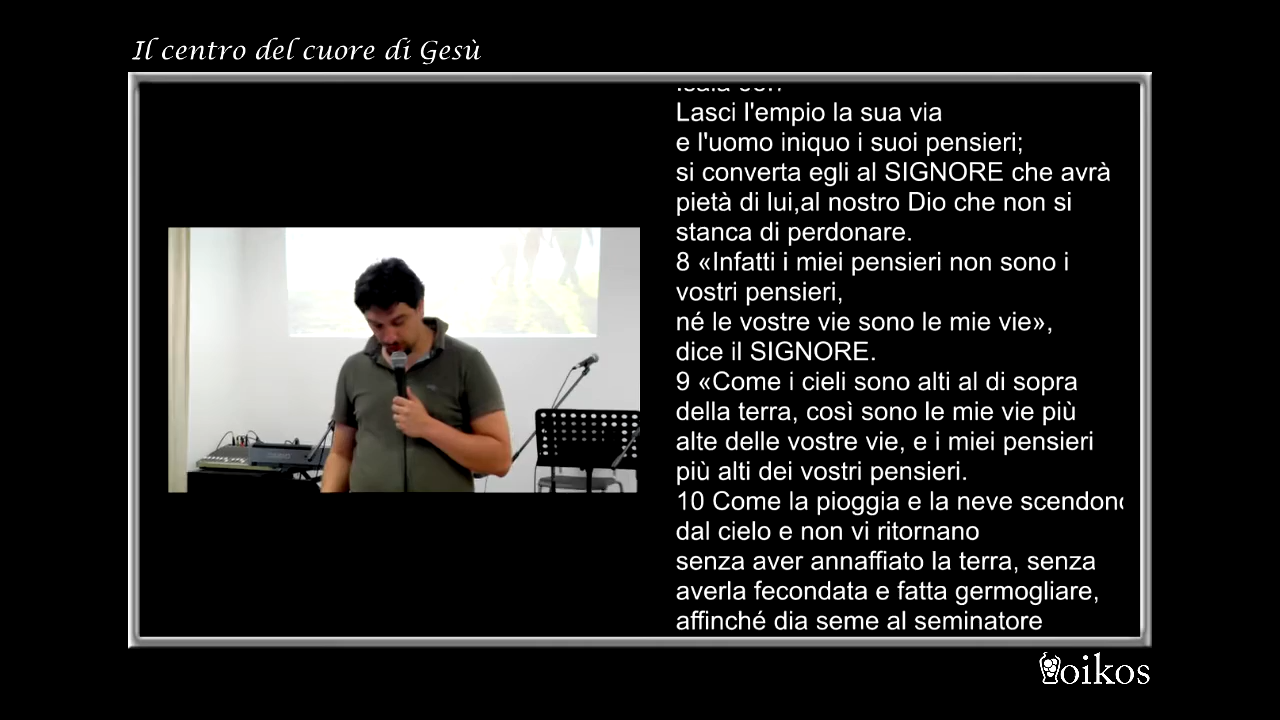 Il centro del cuore di Gesù
Lasci l'empio la sua via
e l'uomo iniquo i suoi pensieri;
si converta egli al SIGNORE che avrà
pietà di lui,al nostro Dio che non si
stanca di perdonare.
8 «Infatti i miei pensieri non sono i
vostri pensieri,
né le vostre vie sono le mie vie»,
dice il SIGNORE.
9 «Come i cieli sono alti al di sopra
della terra, così sono le mie vie più
alte delle vostre vie, e i miei pensieri
più alti dei vostri pensieri.
10 Come la pioggia e la neve scendono
dal cielo e non vi ritornano
senza aver annaffiato la terra, senza
averla fecondata e fatta germogliare,
affinché dia seme al seminatore
oikos